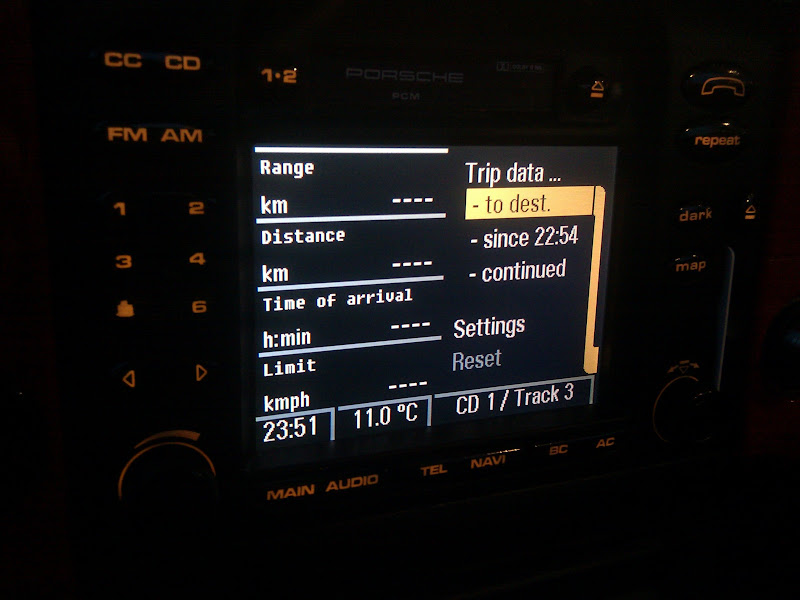 CC CD
1·2
PORSCHE
PCM
FM AM
repeat
1 2
3 4
6
dark
map
Range
km ----
Distance
km ----
Time of arrival
h:min ----
Limit
kmph ----
Trip data ...
- to dest.
- since 22:54
- continued
Settings
Reset
23:51 11.0 ºC CD 1 / Track 3
MAIN AUDIO TEL NAVI BC AC